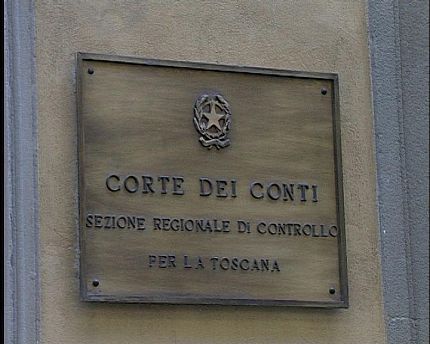 CORTE DEI CONTI
SEZIONE REGIONALE DI CONTROLLO
PER LA TOSCANA